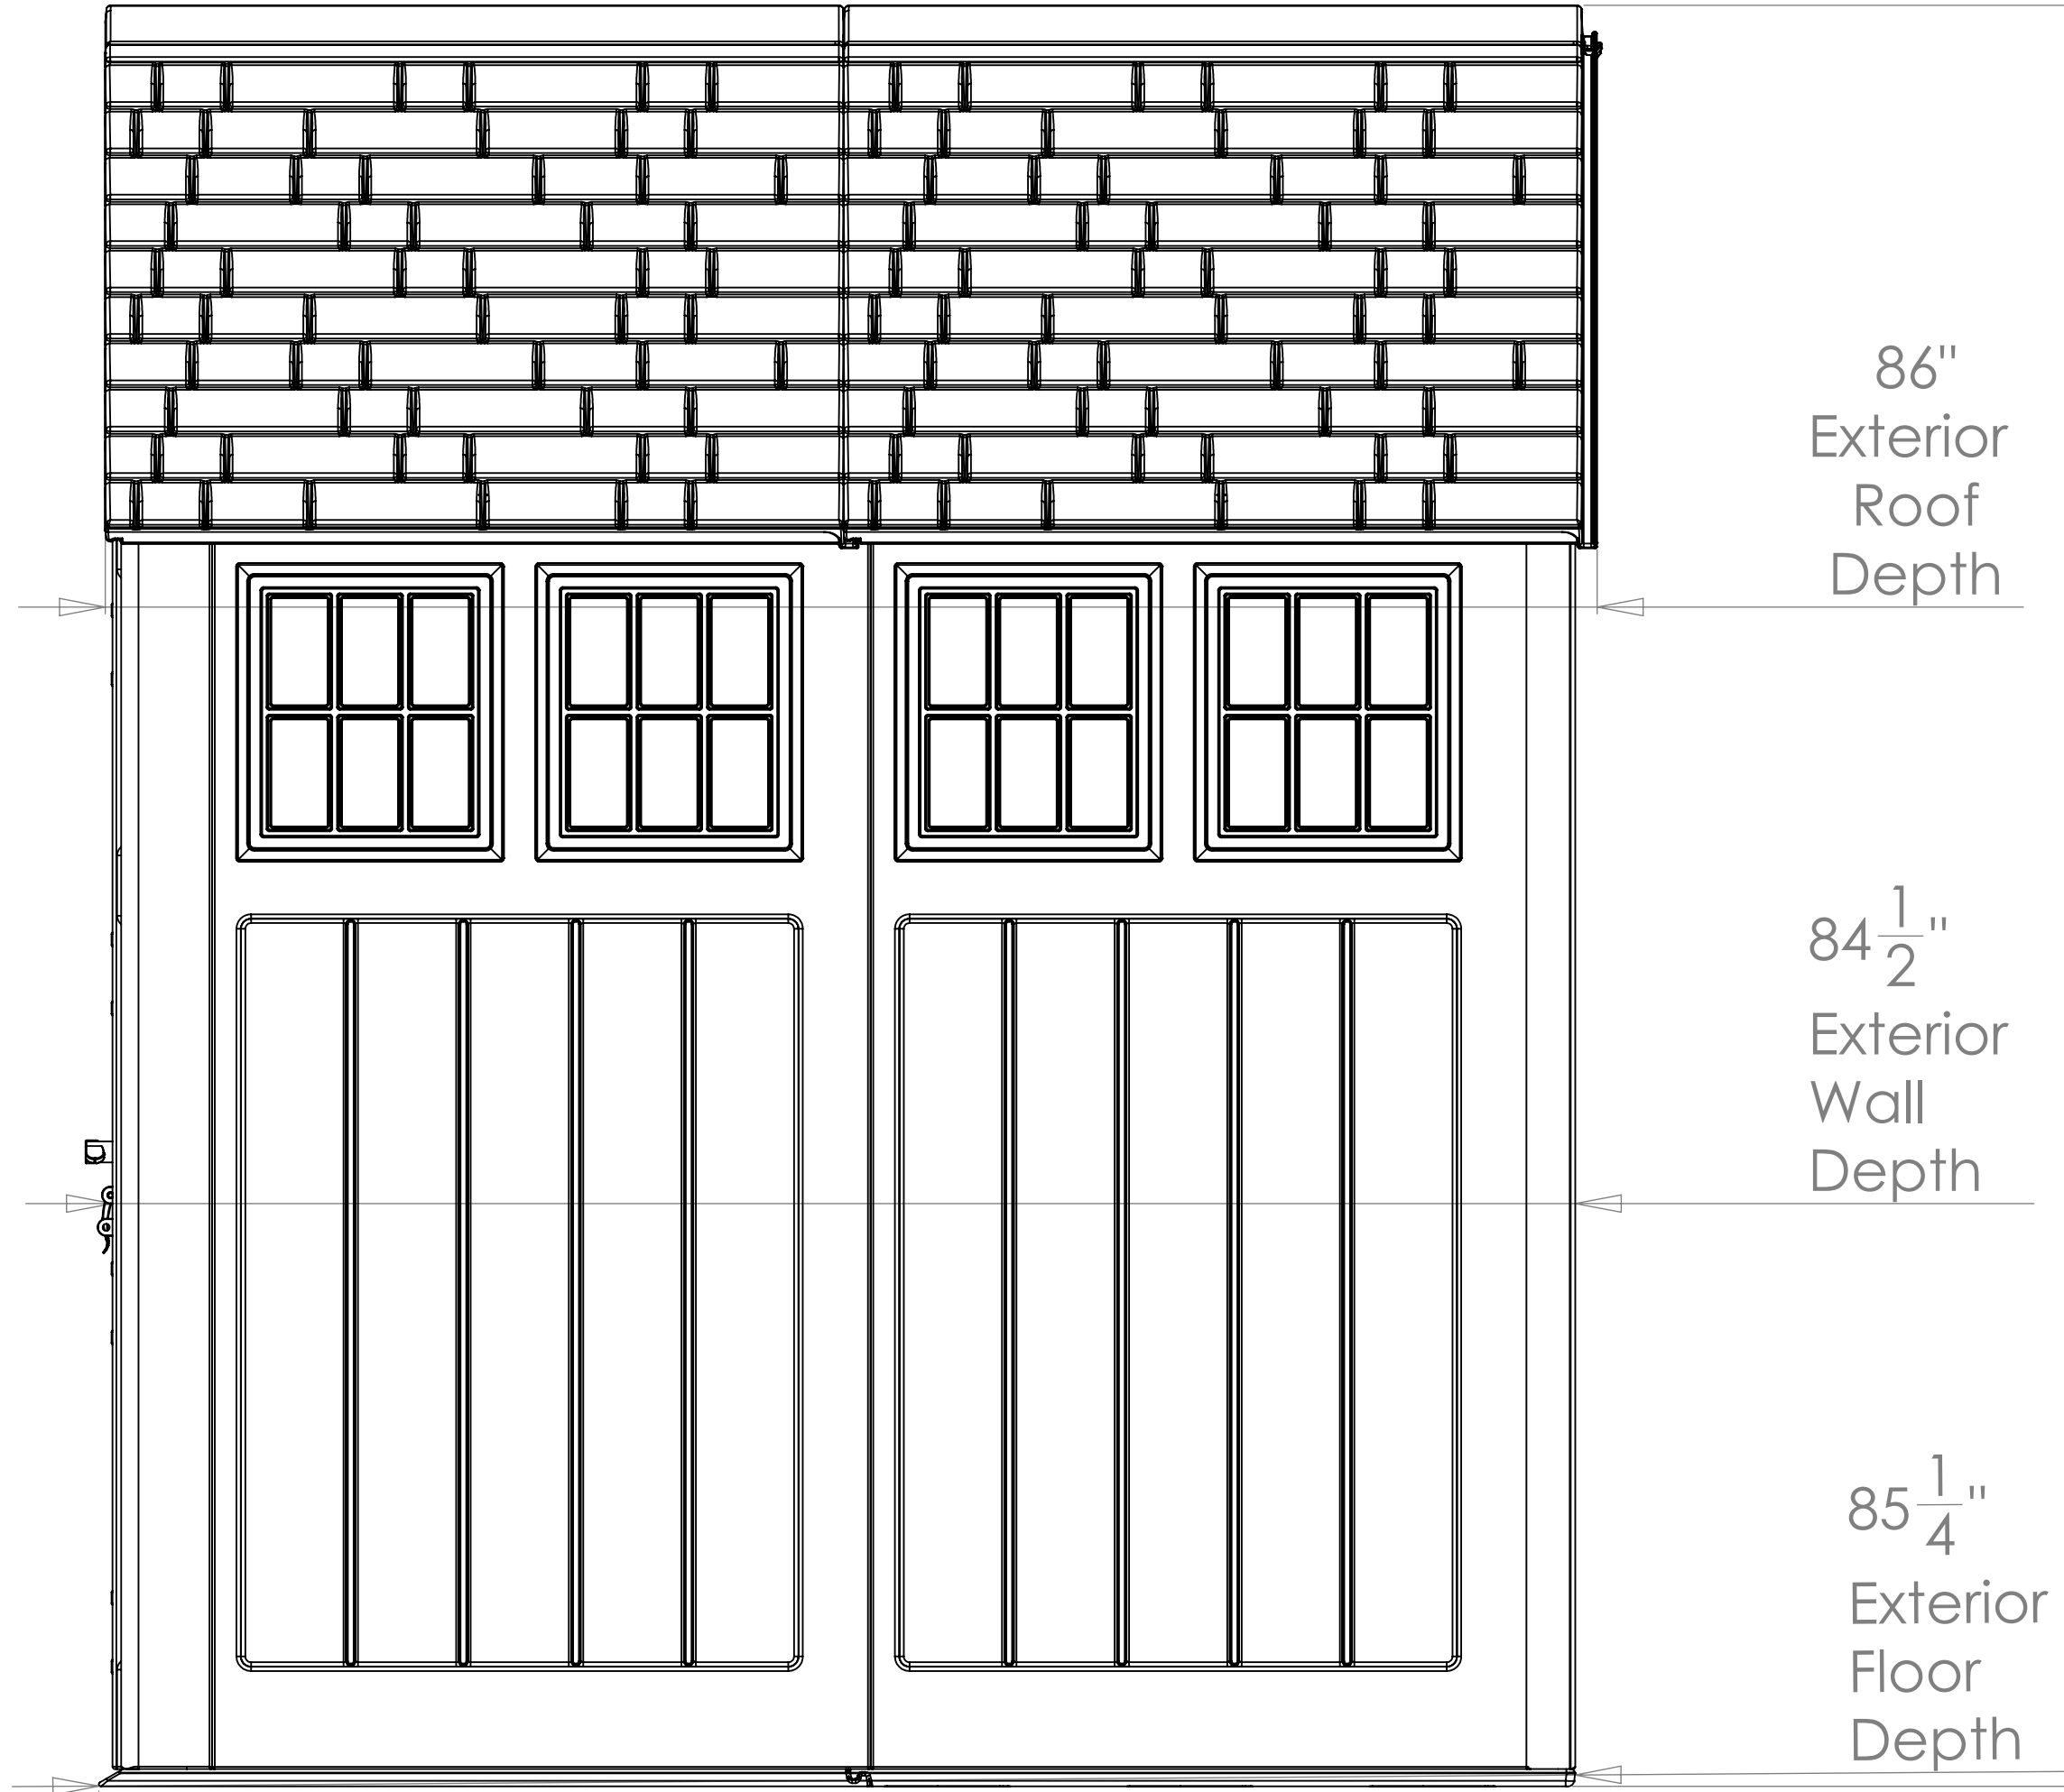 86"
Exterior
Roof
Depth
84 1/2"
Exterior
Wall
Depth
85 1/4"
Exterior
Floor
Depth